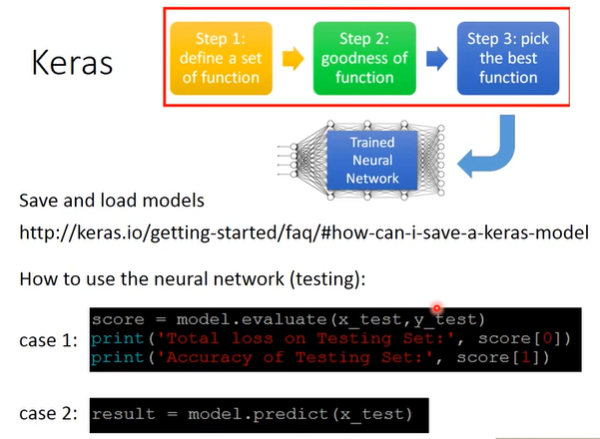 Keras
Step 1:
define a set
of function
Step 2:
goodness of
function
Step 3: pick
the best
function
Trained
Neural
Network
Save and load models
http://keras.io/getting-started/faq/#how-can-i-save-a-keras-model
How to use the neural network (testing):
case 1:
score = model.evaluate(x_test,y_test)
print('Total loss on Testing Set:', score[0])
print('Accuracy of Testing Set:', score[1])
case 2: result = model.predict(x_test)